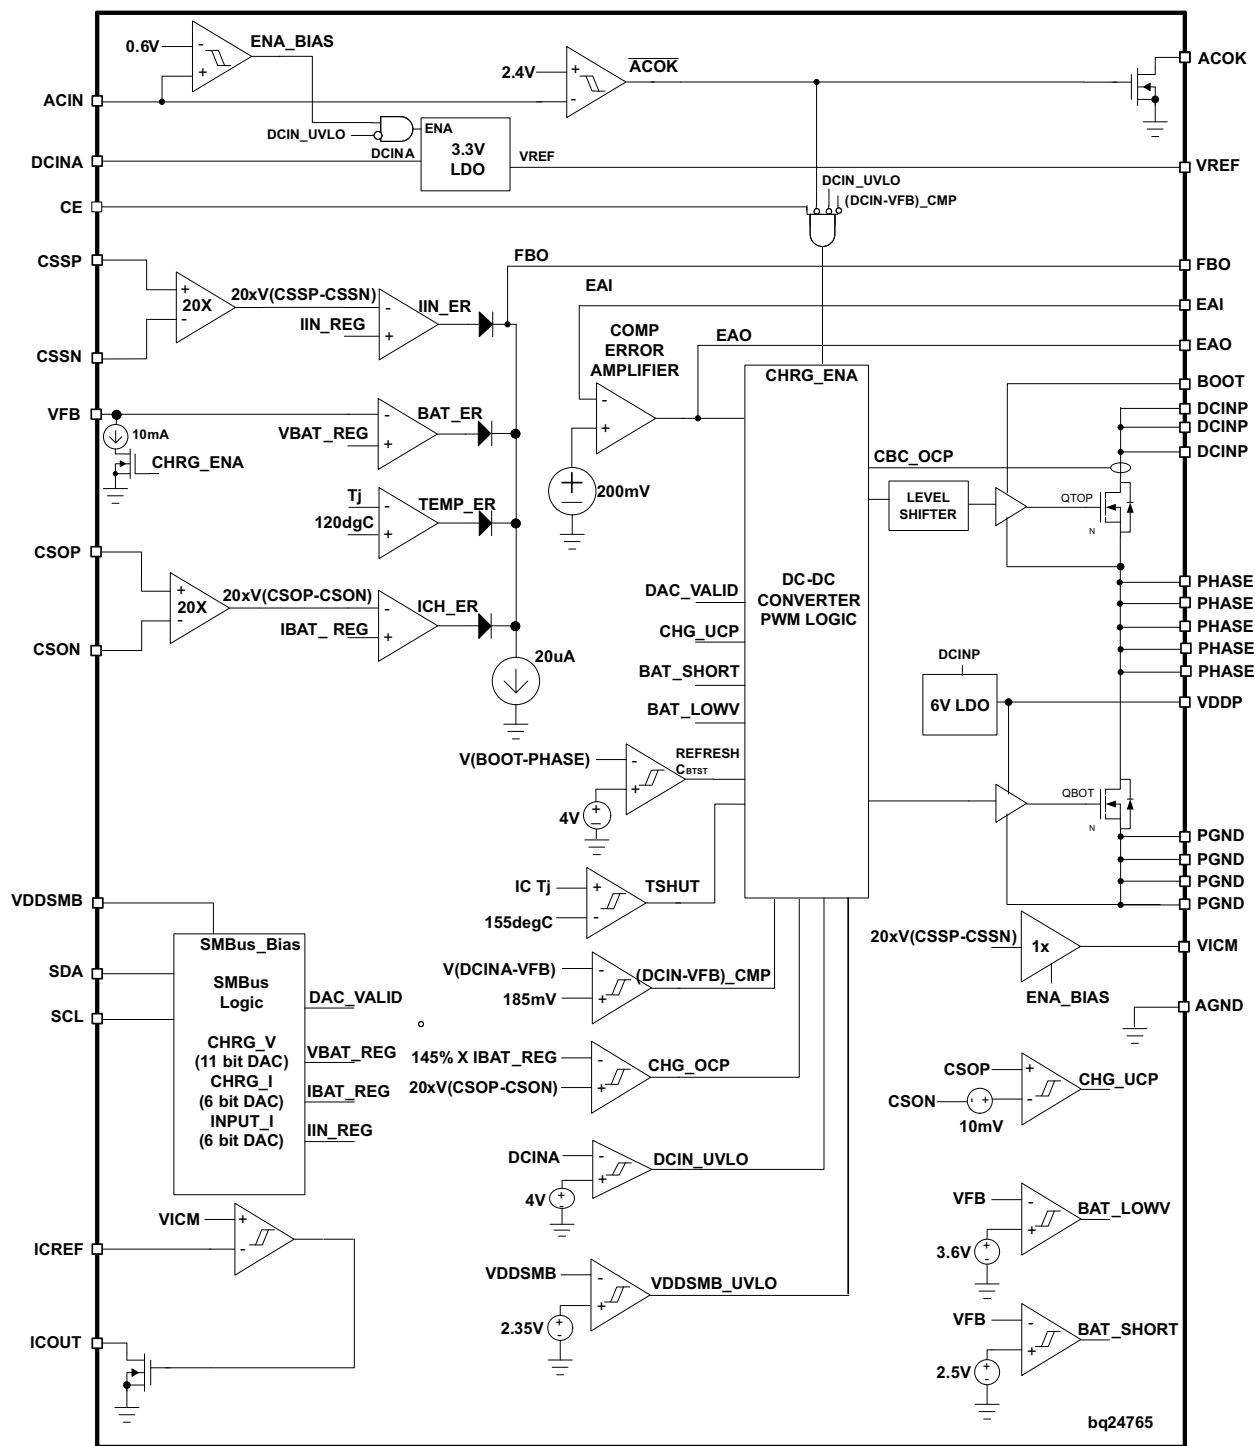 0.6V
-
+
ENA_BIAS
2.4V
+
-
ACOK
ACOK
ACIN
DCIN_UVLO
ENA
DCINA
DCINA
3.3V
LDO
VREF
VREF
CE
DCIN_UVLO
(DCIN-VFB)_CMP
CSSP
FBO
FBO
+
20X
-
20xV(CSSP-CSSN)
-
+
IIN_ER
IIN_REG
CSSN
EAI
EAI
COMP
ERROR
AMPLIFIER
EAO
EAO
-
+
200mV
CHRG_ENA
BOOT
DCINP
DCINP
DCINP
VFB
10mA
CHRG_ENA
-
+
BAT_ER
VBAT_REG
CBC_OCP
LEVEL
SHIFTER
QTOP
N
Tj
120dgC
-
+
TEMP_ER
CSOP
+
20X
-
20xV(CSOP-CSON)
-
+
ICH_ER
IBAT_ REG
CSON
20uA
DC-DC
CONVERTER
PWM LOGIC
DAC_VALID
CHG_UCP
BAT_SHORT
BAT_LOWV
PHASE
PHASE
PHASE
PHASE
PHASE
DCINP
6V LDO
VDDP
V(BOOT-PHASE)
-
+
REFRESH
CBTST
4V
QBOT
N
PGND
PGND
PGND
PGND
IC Tj
155degC
+
-
TSHUT
VDDSMB
SMBus_Bias
SMBus
Logic
SDA
SCL
DAC_VALID
CHRG_V
(11 bit DAC)
VBAT_REG
CHRG_I
(6 bit DAC)
IBAT_REG
INPUT_I
(6 bit DAC)
IIN_REG
V(DCINA-VFB)
185mV
-
+
(DCIN-VFB)_CMP
20xV(CSSP-CSSN)
1x
VICM
ENA_BIAS
AGND
145% X IBAT_REG
20xV(CSOP-CSON)
-
+
CHG_OCP
CSOP
CSON
10mV
+
-
CHG_UCP
DCINA
4V
-
+
DCIN_UVLO
VFB
3.6V
-
+
BAT_LOWV
VICM
+
-
ICREF
VDDSMB
2.35V
-
+
VDDSMB_UVLO
VFB
2.5V
-
+
BAT_SHORT
ICOUT
bq24765